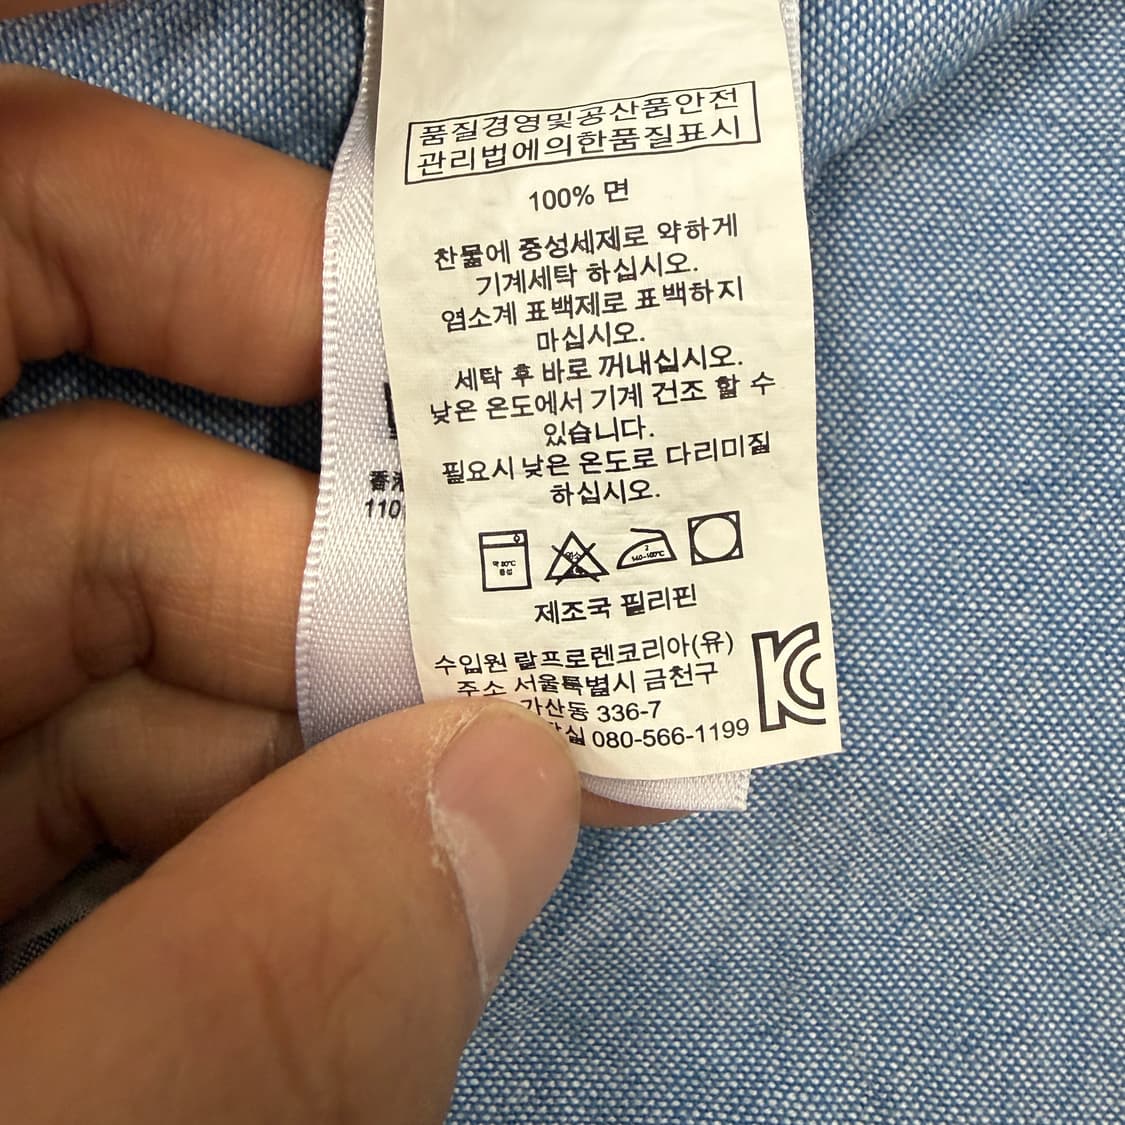 품질경영및공산품안전
관리법에의한품질표시
100% 면
찬물에 중성세제로 약하게
기계세탁 하십시오.
염소계 표백제로 표백하지
마십시오.
세탁 후 바로 꺼내십시오.
낮은 온도에서 기계 건조 할 수
있습니다.
필요시 낮은 온도로 다리미질
하십시오.
제조국 필리핀
수입원 랄프로렌코리아(유)
주소 서울특별시 금천구
가산동 336-7
080-566-1199
KC
110